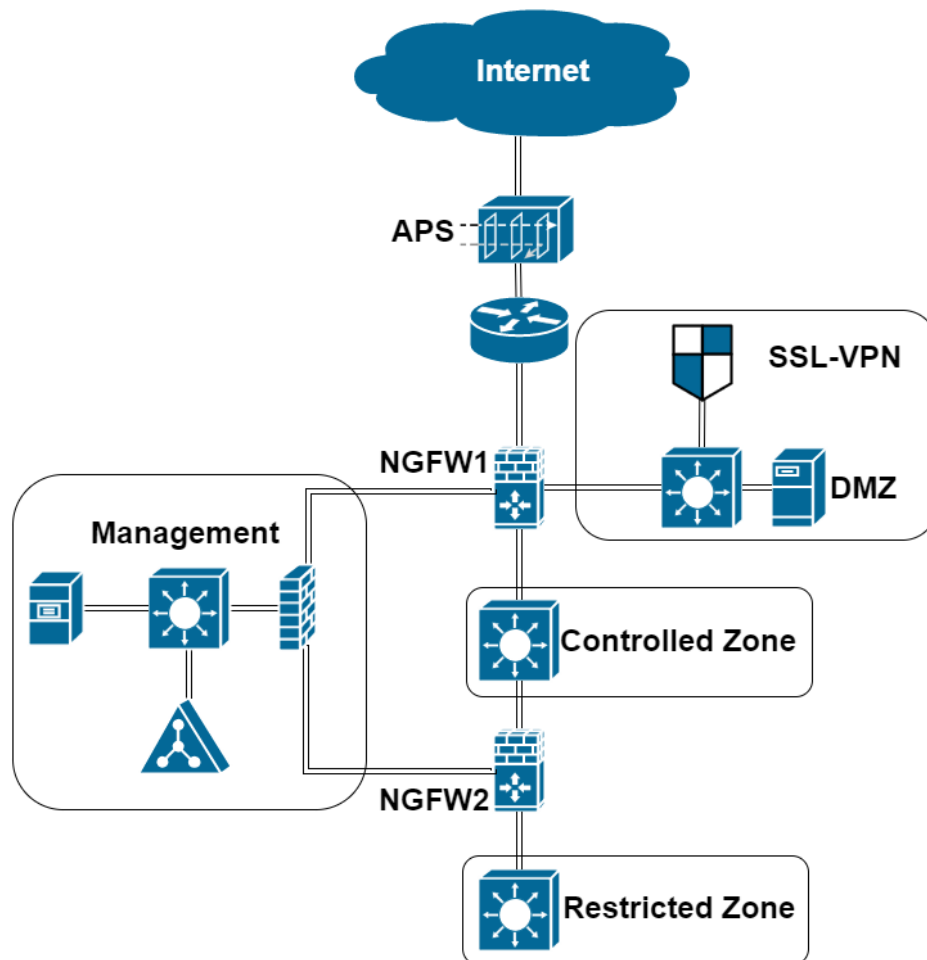 Internet
APS
SSL-VPN
NGFW1
DMZ
Management
Controlled Zone
NGFW2
Restricted Zone